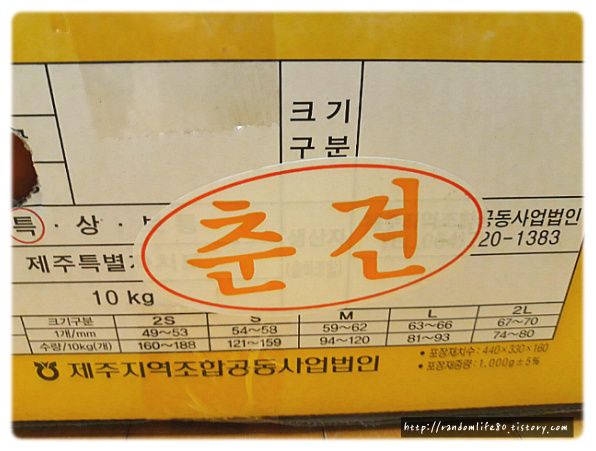 크기
구분
춘견
특·상·
공동사업법인
20-1383
제주특별
10 kg
크기구분 2S S M L 2L
1개/mm 49~53 54~58 59~62 63~66 67~70 74~80
수량/10kg(개) 160~188 121~159 94~120 81~93
제주지역조합공동사업법인
• 포장재치수: 440×330×160
• 포장재중량: 1,000g±5%
http://randomlife80.tistory.com